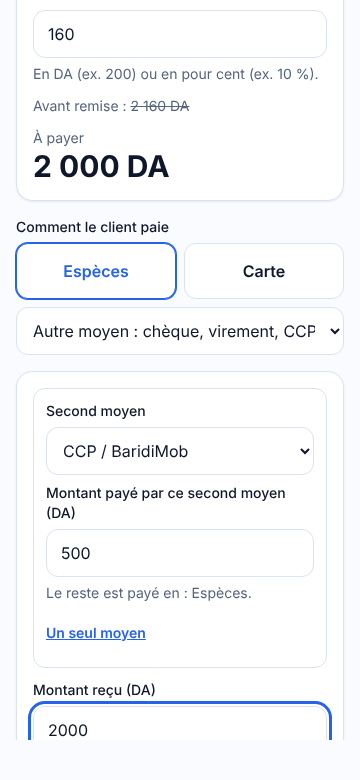 160
En DA (ex. 200) ou en pour cent (ex. 10 %).
Avant remise : 2 160 DA
À payer
2 000 DA
Comment le client paie
Espèces
Carte
Autre moyen : chèque, virement, CCP
Second moyen
CCP / BaridiMob
Montant payé par ce second moyen
(DA)
500
Le reste est payé en : Espèces.
Un seul moyen
Montant reçu (DA)
2000